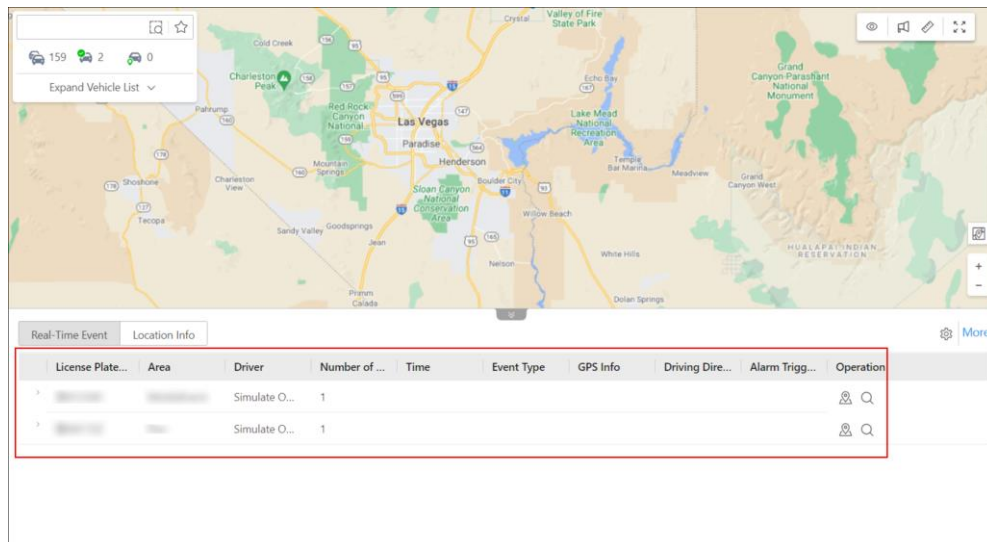 159 2 0
Expand Vehicle List
Crystal
Valley of Fire
State Park
Cold Creek
Charleston
Peak
Pahrump
Red Rock
Canyon
National
Las Vegas
Paradise
Henderson
Echo Bay
Lake Mead
National
Recreation
Area
Grand
Canyon-Parashant
National
Monument
Temple
Bar Marina
Meadview
Grand
Canyon West
Mountain
Springs
Charleston
View
Shoshone
Tecopa
Boulder City
Sloan Canyon
National
Conservation
Area
Willow Beach
Goodsprings
Sandy Valley
Jean
Nelson
White Hills
HUALAPAI INDIAN
RESERVATION
Primm
Calada
Dolan Springs
Real-Time Event Location Info More
License Plate... Area Driver Number of ... Time Event Type GPS Info Driving Dire... Alarm Trigg... Operation
Simulate O... 1
Simulate O... 1